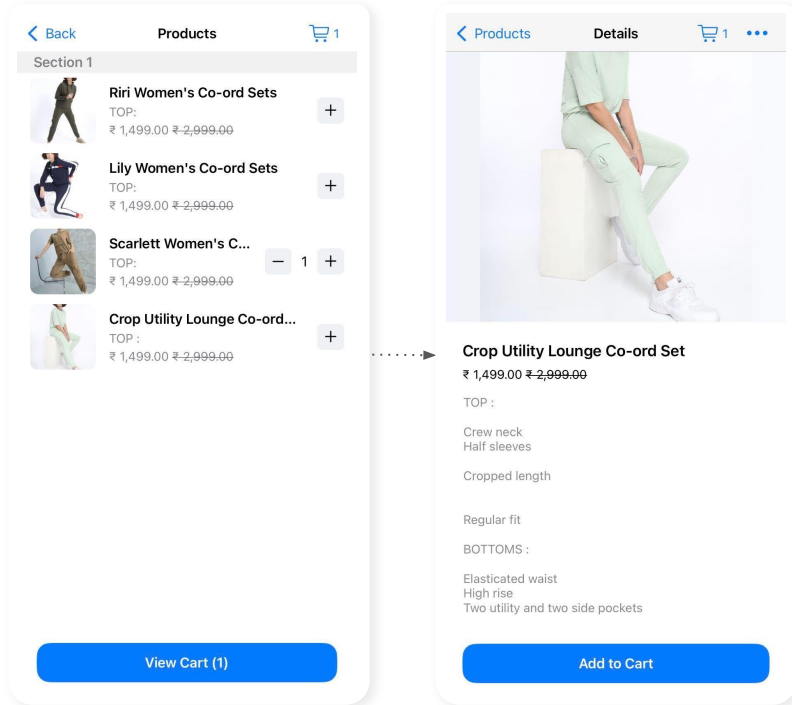 Back
Products
1
Section 1
Riri Women's Co-ord Sets
TOP:
₹ 1,499.00 ₹ 2,999.00
+
Lily Women's Co-ord Sets
TOP:
₹ 1,499.00 ₹ 2,999.00
+
Scarlett Women's C...
TOP:
₹ 1,499.00 ₹ 2,999.00
− 1 +
Crop Utility Lounge Co-ord...
TOP :
₹ 1,499.00 ₹ 2,999.00
+
View Cart (1)
Products
Details
1
Crop Utility Lounge Co-ord Set
₹ 1,499.00 ₹ 2,999.00
TOP :
Crew neck
Half sleeves
Cropped length
Regular fit
BOTTOMS :
Elasticated waist
High rise
Two utility and two side pockets
Add to Cart